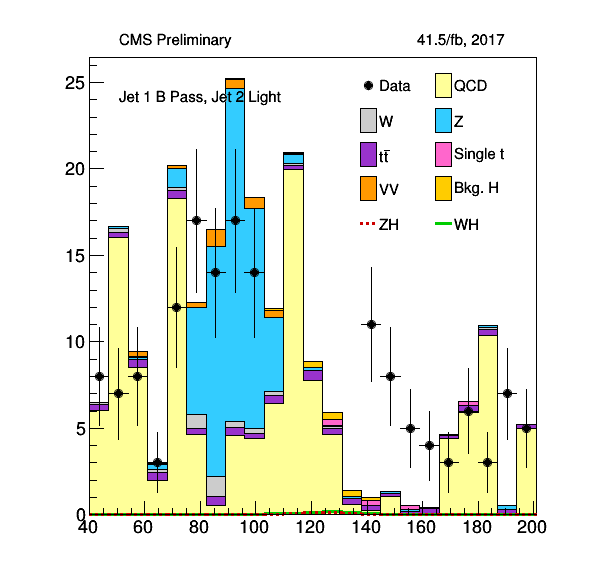 CMS Preliminary 41.5/fb, 2017
Jet 1 B Pass, Jet 2 Light
Data QCD
W Z
tt̅ Single t
VV Bkg. H
ZH WH
25
20
15
10
5
0
40 60 80 100 120 140 160 180 200